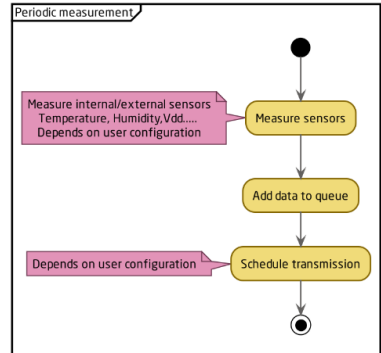 Periodic measurement
Measure internal/external sensors
Temperature, Humidity,Vdd.....
Depends on user configuration
Measure sensors
Add data to queue
Depends on user configuration
Schedule transmission